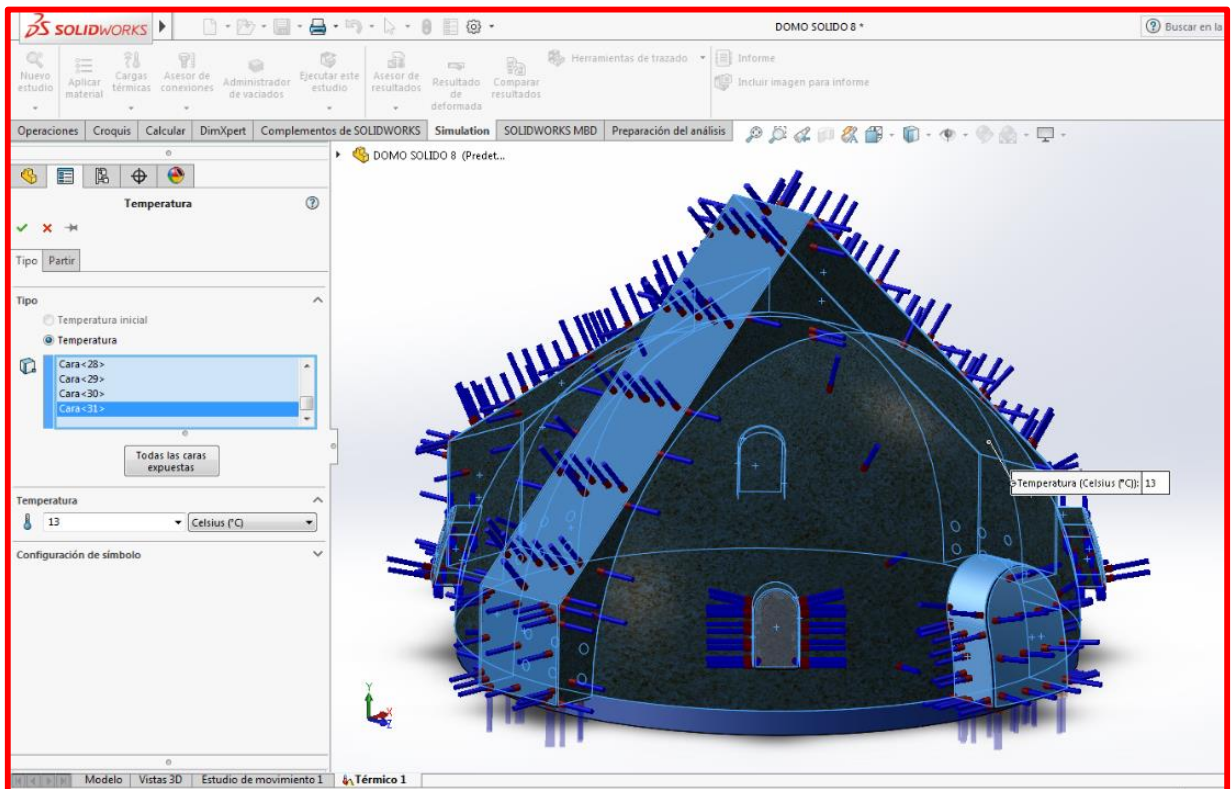 SOLIDWORKS
DOMO SOLIDO 8 *
Buscar en la
Nuevo estudio
Aplicar material
Cargas térmicas
Asesor de conexiones
Administrador de vaciados
Ejecutar este estudio
Asesor de resultados
Resultado de deformada
Comparar resultados
Herramientas de trazado
Informe
Incluir imagen para informe
Operaciones Croquis Calcular DimXpert Complementos de SOLIDWORKS Simulation SOLIDWORKS MBD Preparación del análisis
DOMO SOLIDO 8 (Predet...
Temperatura
Tipo Partir
Tipo
Temperatura inicial
Temperatura
Cara<28>
Cara<29>
Cara<30>
Cara<31>
Todas las caras
expuestas
Temperatura
13 Celsius (°C)
Configuración de símbolo
Temperatura (Celsius (°C)): 13
Y
X
Z
Modelo Vistas 3D Estudio de movimiento 1 Térmico 1